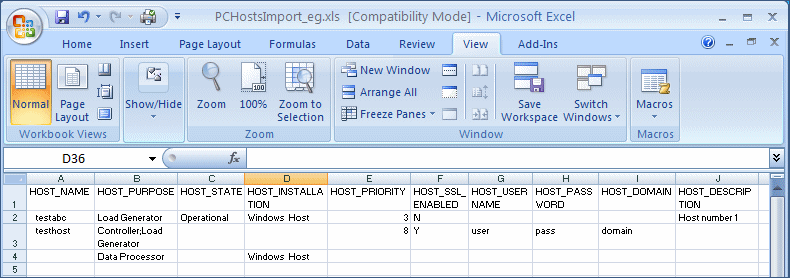 PCHostsImport_eg.xls [Compatibility Mode] - Microsoft Excel
Home Insert Page Layout Formulas Data Review View Add-Ins
Normal Page Layout Show/Hide Zoom 100% Zoom to Selection New Window Arrange All Freeze Panes Save Workspace Switch Windows Macros
Workbook Views Zoom Window Macros
D36 fx
A B C D E F G H I J
1 HOST_NAME HOST_PURPOSE HOST_STATE HOST_INSTALLATION HOST_PRIORITY HOST_SSL_ENABLED HOST_USERNAME HOST_PASSWORD HOST_DOMAIN HOST_DESCRIPTION
2 testabc Load Generator Operational Windows Host 3 N Host number 1
3 testhost Controller;Load Generator 8 Y user pass domain
4 Data Processor Windows Host
5